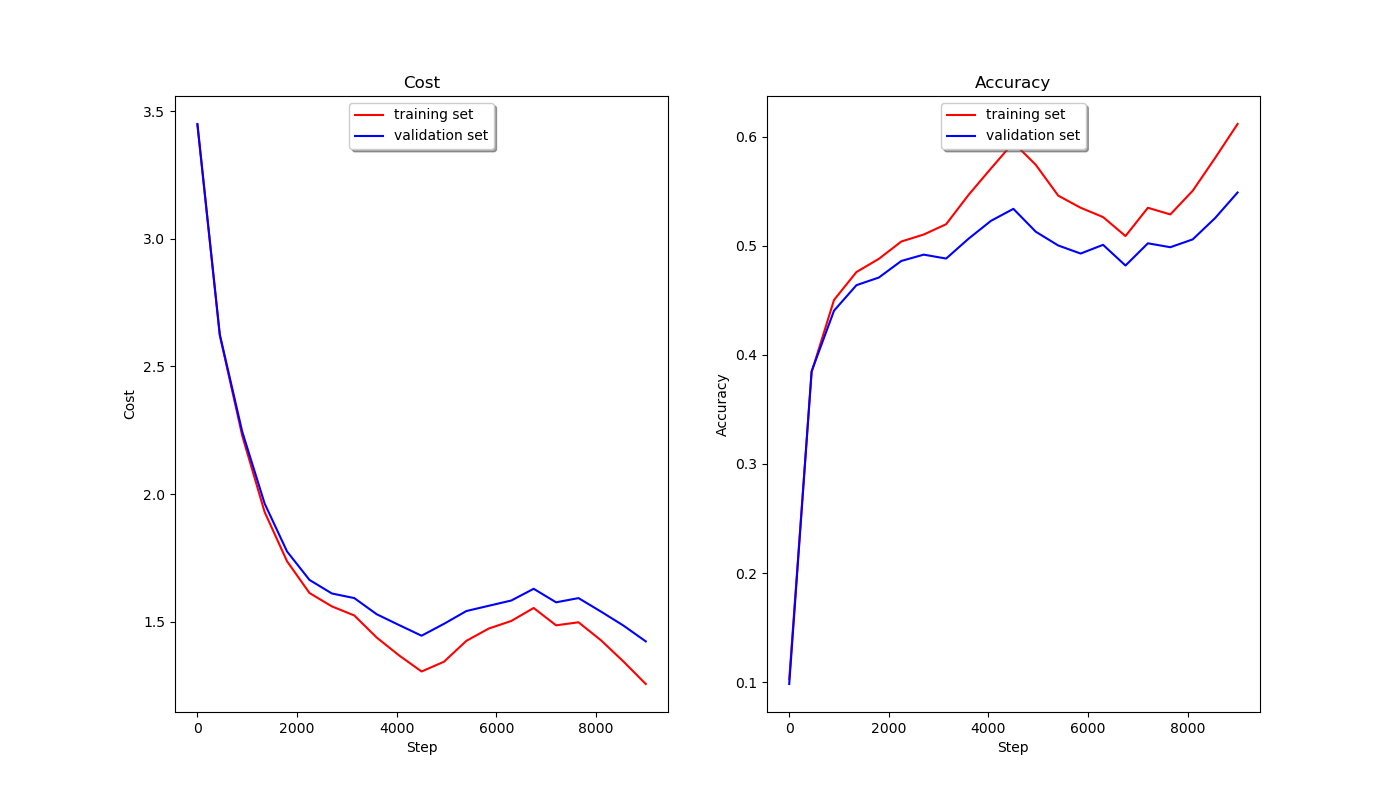 Cost
training set
validation set
3.5
3.0
2.5
2.0
1.5
Cost
0 2000 4000 6000 8000
Step
Accuracy
training set
validation set
0.6
0.5
0.4
0.3
0.2
0.1
Accuracy
0 2000 4000 6000 8000
Step